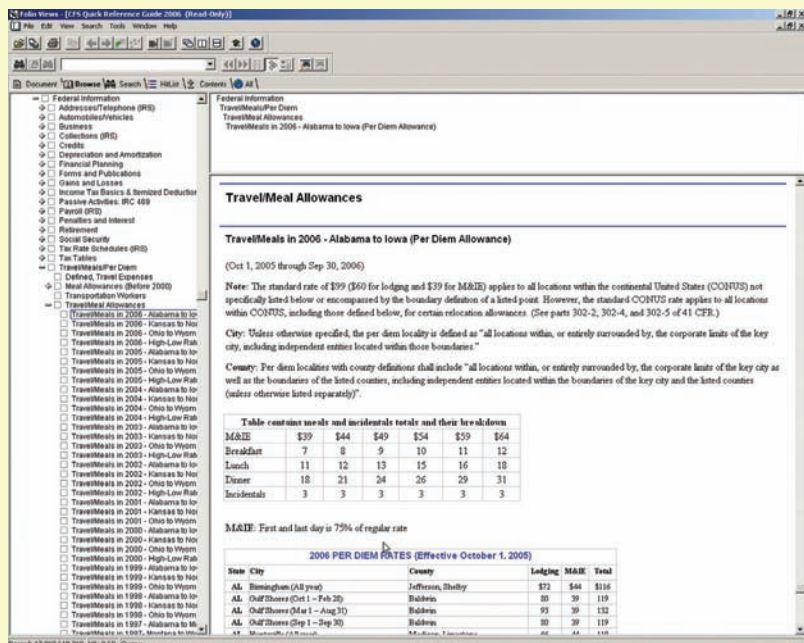 Folio Views - [CFS Quick Reference Guide 2006 (Read-Only)]
File Edit View Search Tools Window Help
Document Browse Search HitList Contents All
Federal Information
Addresses/Telephone (IRS)
Automobiles/Vehicles
Business
Collections (IRS)
Credits
Depreciation and Amortization
Financial Planning
Forms and Publications
Gains and Losses
Income Tax Basics & Itemized Deduction
Passive Activities: IRC 469
Payroll (IRS)
Penalties and Interest
Retirement
Social Security
Tax Rate Schedules (IRS)
Tax Tables
Travel/Meals/Per Diem
Defined, Travel Expenses
Meal Allowances (Before 2000)
Transportation Workers
Travel/Meal Allowances
Travel/Meals in 2006 - Alabama to Io
Travel/Meals in 2006 - Kansas to Nor
Travel/Meals in 2006 - Ohio to Wyom
Travel/Meals in 2006 - High-Low Rat
Travel/Meals in 2005 - Alabama to Io
Travel/Meals in 2005 - Kansas to Nor
Travel/Meals in 2005 - Ohio to Wyom
Travel/Meals in 2005 - High-Low Rat
Travel/Meals in 2004 - Alabama to Io
Travel/Meals in 2004 - Kansas to Nor
Travel/Meals in 2004 - Ohio to Wyom
Travel/Meals in 2004 - High-Low Rat
Travel/Meals in 2003 - Alabama to Io
Travel/Meals in 2003 - Kansas to Nor
Travel/Meals in 2003 - Ohio to Wyom
Travel/Meals in 2003 - High-Low Rat
Travel/Meals in 2002 - Alabama to Io
Travel/Meals in 2002 - Kansas to Nor
Travel/Meals in 2002 - Ohio to Wyom
Travel/Meals in 2002 - High-Low Rat
Travel/Meals in 2001 - Alabama to Io
Travel/Meals in 2001 - Kansas to Nor
Travel/Meals in 2001 - Ohio to Wyom
Travel/Meals in 2000 - Alabama to Io
Travel/Meals in 2000 - Kansas to Nor
Travel/Meals in 2000 - Ohio to Wyom
Travel/Meals in 2000 - High-Low Rat
Travel/Meals in 1999 - Alabama to Io
Travel/Meals in 1999 - Kansas to Nor
Travel/Meals in 1999 - Ohio to Wyom
Travel/Meals in 1998 - Alabama to Io
Travel/Meals in 1998 - Kansas to Nor
Travel/Meals in 1998 - Ohio to Wyom
Travel/Meals in 1997 - Alabama to Mi
Travel/Meals in 1997 - Montana to W
Federal Information
Travel/Meals/Per Diem
Travel/Meal Allowances
Travel/Meals in 2006 - Alabama to Iowa (Per Diem Allowance)
Travel/Meal Allowances
Travel/Meals in 2006 - Alabama to Iowa (Per Diem Allowance)
(Oct 1, 2005 through Sep 30, 2006)
Note: The standard rate of $99 ($60 for lodging and $39 for M&IE) applies to all locations within the continental United States (CONUS) not
specifically listed below or encompassed by the boundary definition of a listed point. However, the standard CONUS rate applies to all locations
within CONUS, including those defined below, for certain relocation allowances. (See parts 302-2, 302-4, and 302-5 of 41 CFR.)
City: Unless otherwise specified, the per diem locality is defined as "all locations within, or entirely surrounded by, the corporate limits of the key
city, including independent entities located within those boundaries."
County: Per diem localities with county definitions shall include "all locations within, or entirely surrounded by, the corporate limits of the key city as
well as the boundaries of the listed counties, including independent entities located within the boundaries of the key city and the listed counties
(unless otherwise listed separately)".
Table contains meals and incidentals totals and their breakdown
M&IE $39 $44 $49 $54 $59 $64
Breakfast 7 8 9 10 11 12
Lunch 11 12 13 15 16 18
Dinner 18 21 24 26 29 31
Incidentals 3 3 3 3 3 3
M&IE: First and last day is 75% of regular rate
2006 PER DIEM RATES (Effective October 1, 2005)
State City County Lodging M&IE Total
AL Birmingham (All year) Jefferson, Shelby $72 $44 $116
AL Gulf Shores (Oct 1 – Feb 28) Baldwin 80 39 119
AL Gulf Shores (Mar 1 – Aug 31) Baldwin 93 39 132
AL Gulf Shores (Sep 1 – Sep 30) Baldwin 80 39 119